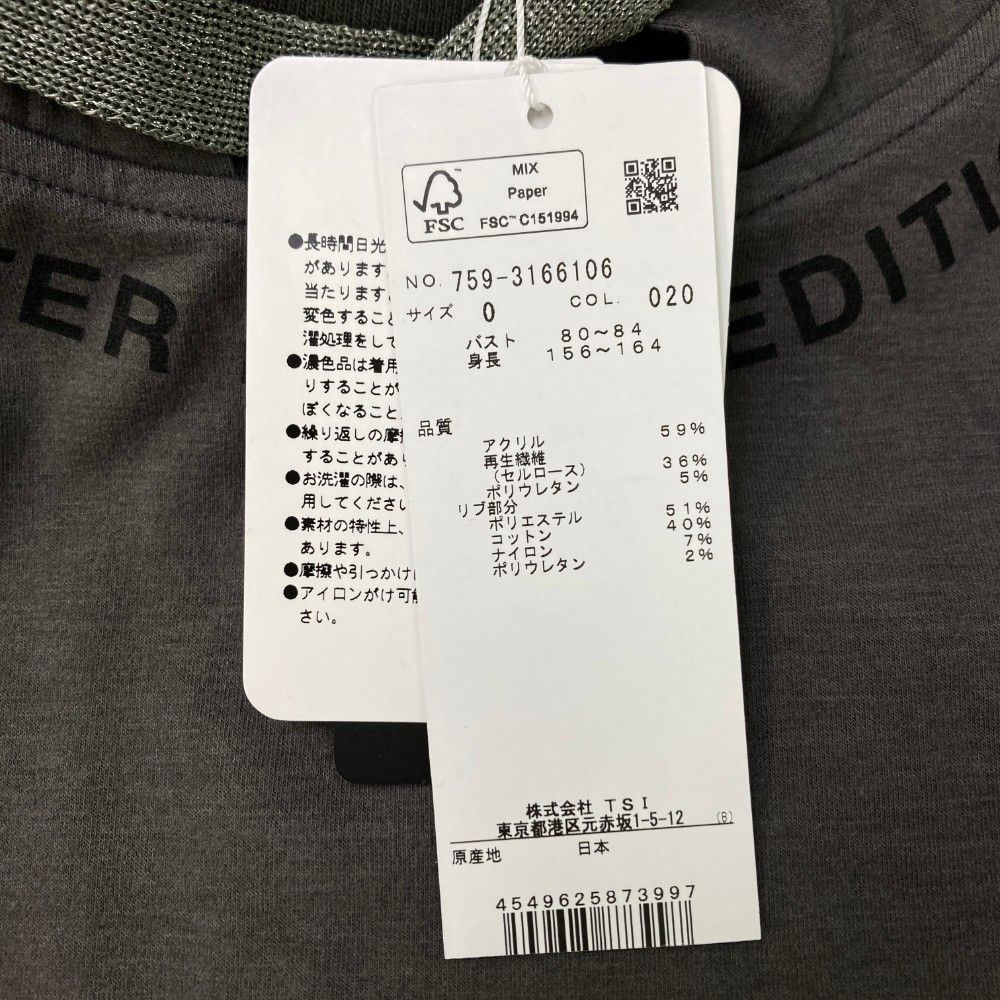 TER
EDITI
MIX
Paper
FSC™ C151994
FSC
●長時間日光
があります
当たります。
変色すること
濯処理をして
●濃色品は着用
りすることが
ぽくなること
●繰り返しの摩擦
することがあり
●お洗濯の際は、
用してください
●素材の特性上、
あります。
●摩擦や引っかけ
●アイロンがけ可能
さい。
NO. 759-3166106
サイズ 0 COL. 020
バスト 80～84
身長 156～164
品質
アクリル 59%
再生繊維
(セルロース) 36%
ポリウレタン 5%
リブ部分
ポリエステル 51%
コットン 40%
ナイロン 7%
ポリウレタン 2%
株式会社 TSI
東京都港区元赤坂1-5-12 (B)
原産地 日本
4549625873997